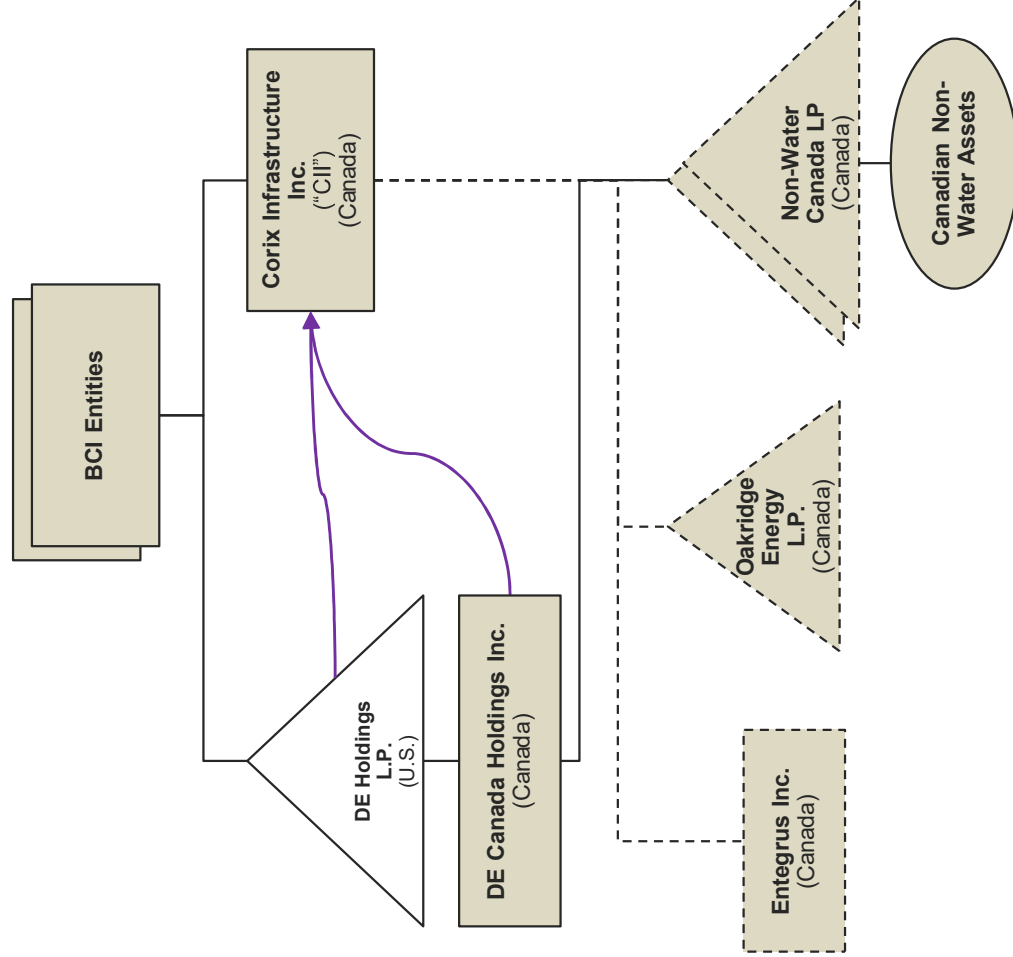 BCI Entities
Corix Infrastructure
Inc.
("CII")
(Canada)
DE Holdings
L.P.
(U.S.)
DE Canada Holdings Inc.
(Canada)
Entegrus Inc.
(Canada)
Oakridge
Energy
L.P.
(Canada)
Non-Water
Canada LP
(Canada)
Canadian Non-
Water Assets